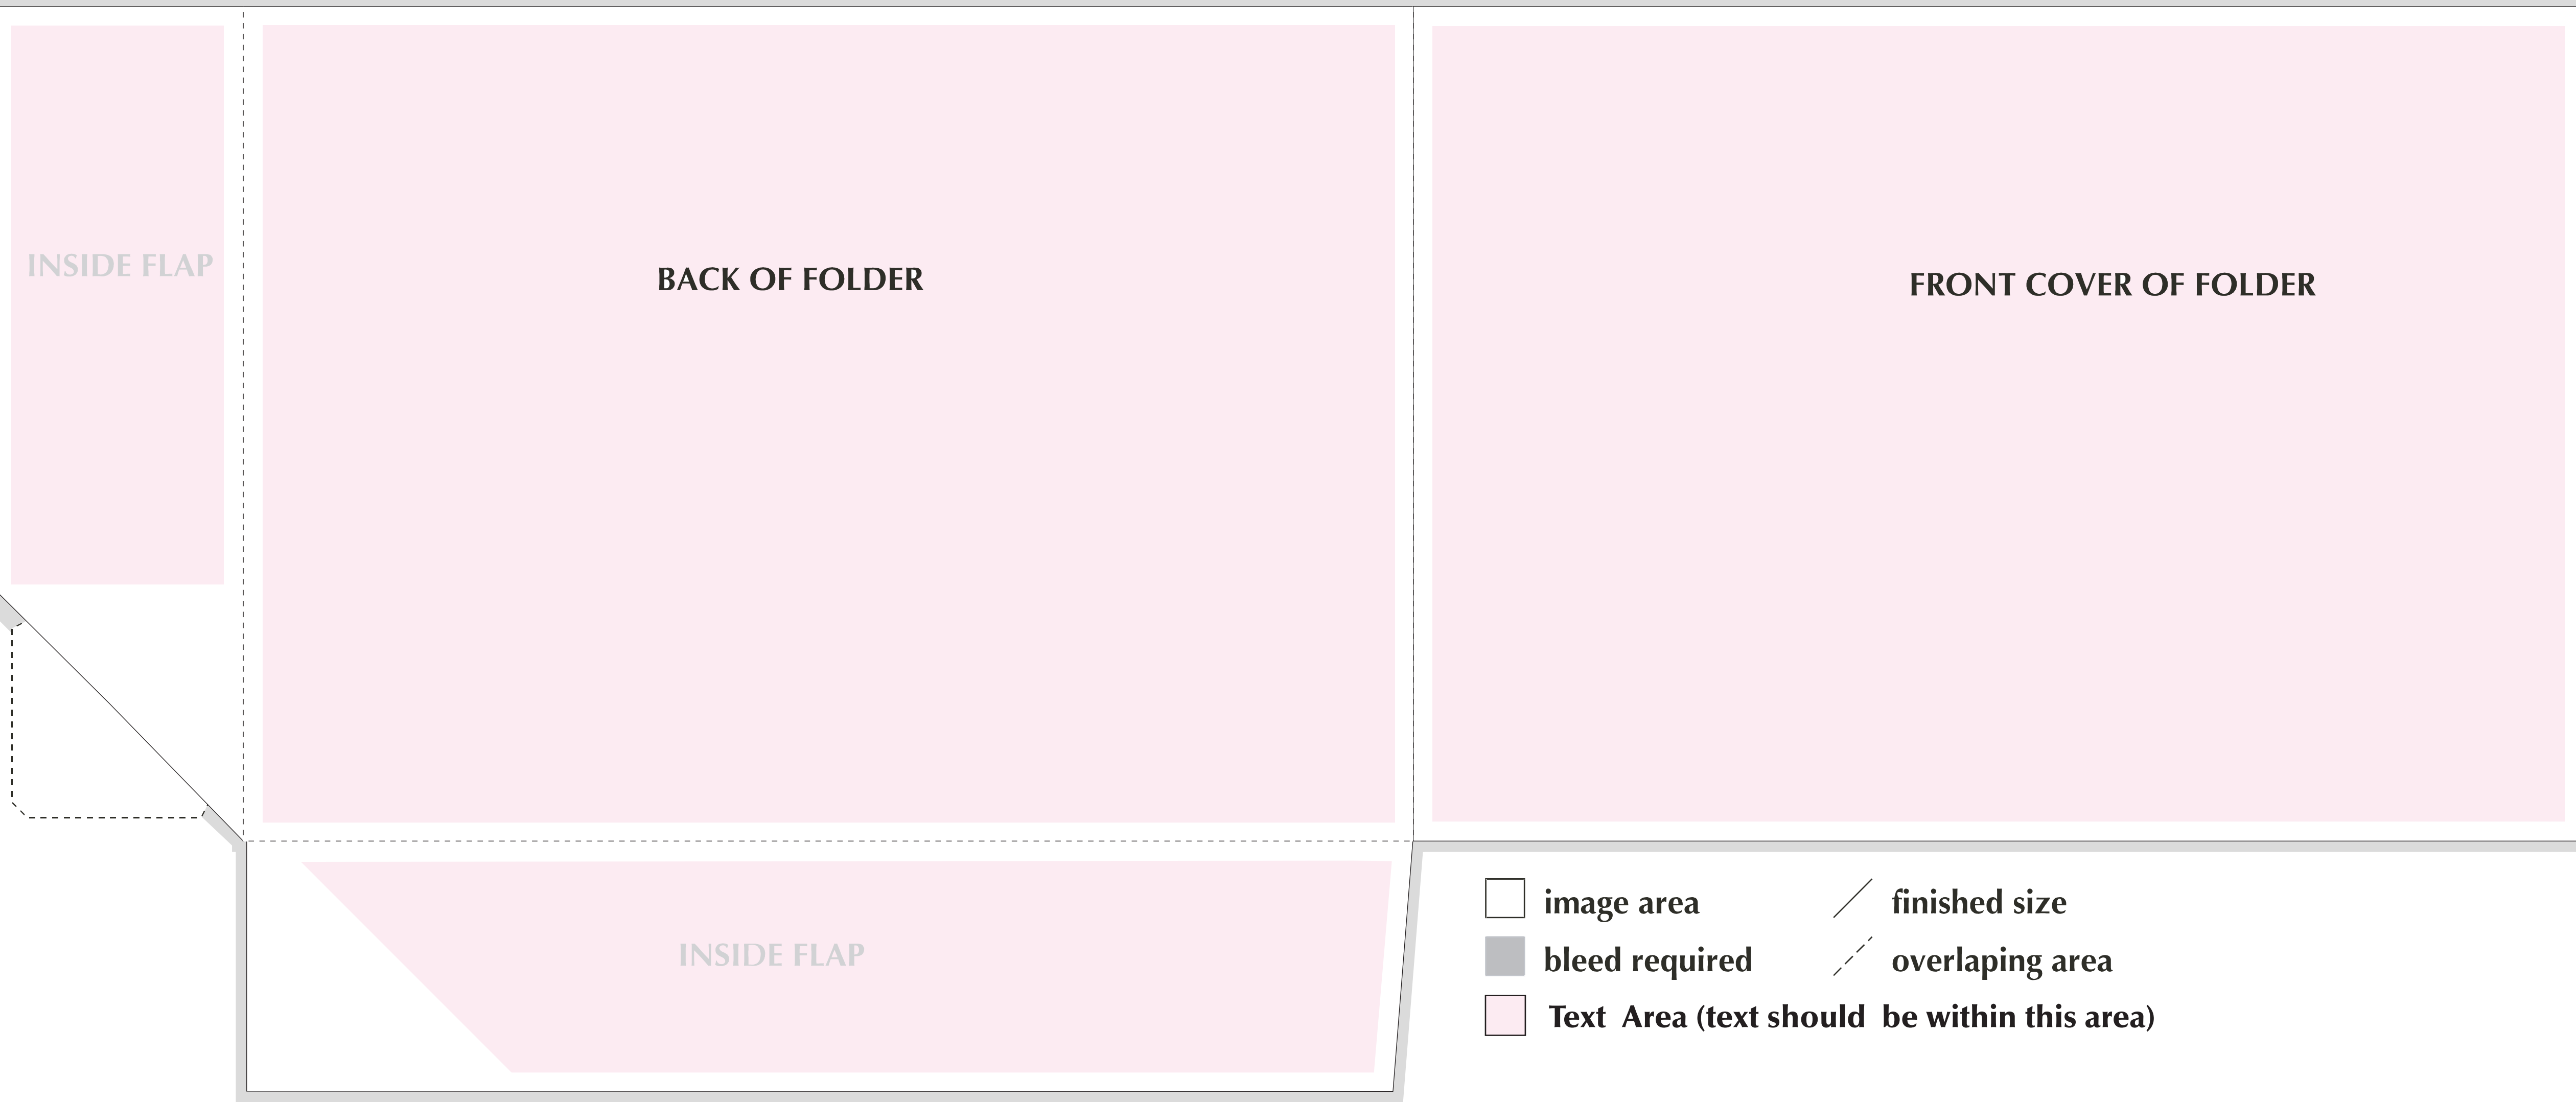 INSIDE FLAP
BACK OF FOLDER
FRONT COVER OF FOLDER
INSIDE FLAP
image area
finished size
bleed required
overlaping area
Text Area (text should be within this area)